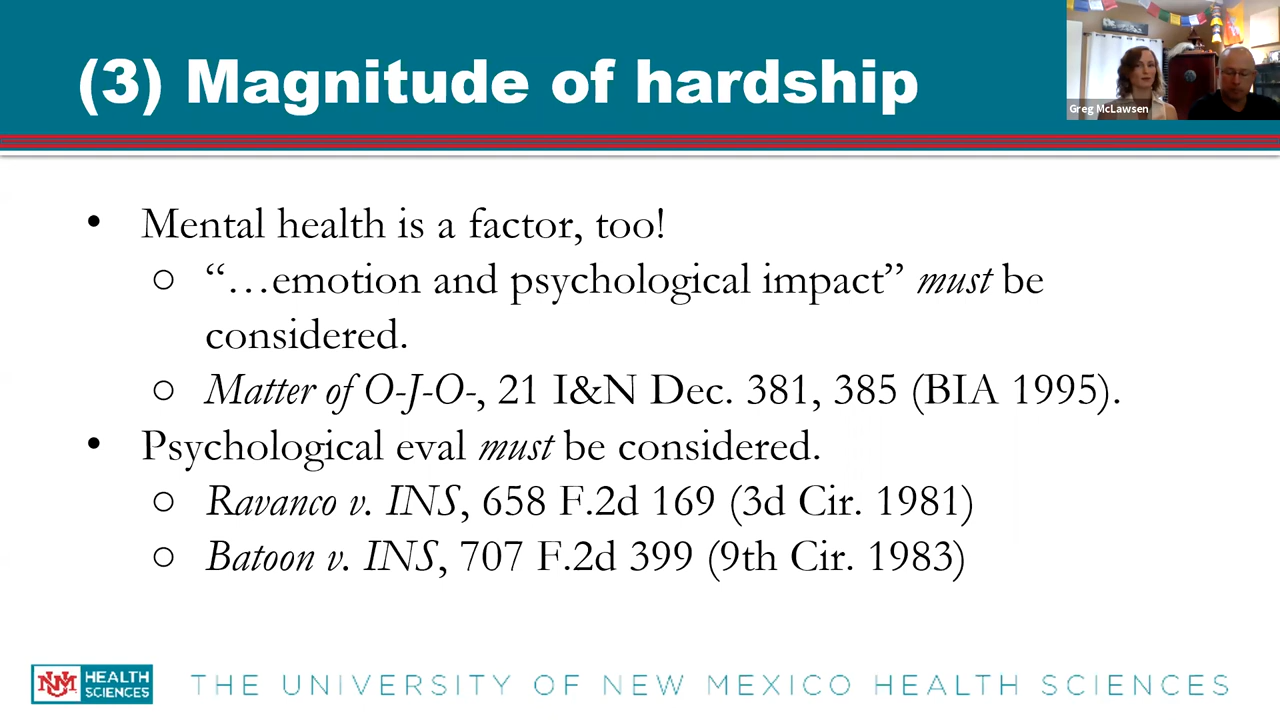 (3) Magnitude of hardship
Greg McLawsen
• Mental health is a factor, too!
○ “…emotion and psychological impact” must be
considered.
○ Matter of O-J-O-, 21 I&N Dec. 381, 385 (BIA 1995).
• Psychological eval must be considered.
○ Ravanco v. INS, 658 F.2d 169 (3d Cir. 1981)
○ Batoon v. INS, 707 F.2d 399 (9th Cir. 1983)
UNM HEALTH
SCIENCES
THE UNIVERSITY OF NEW MEXICO HEALTH SCIENCES